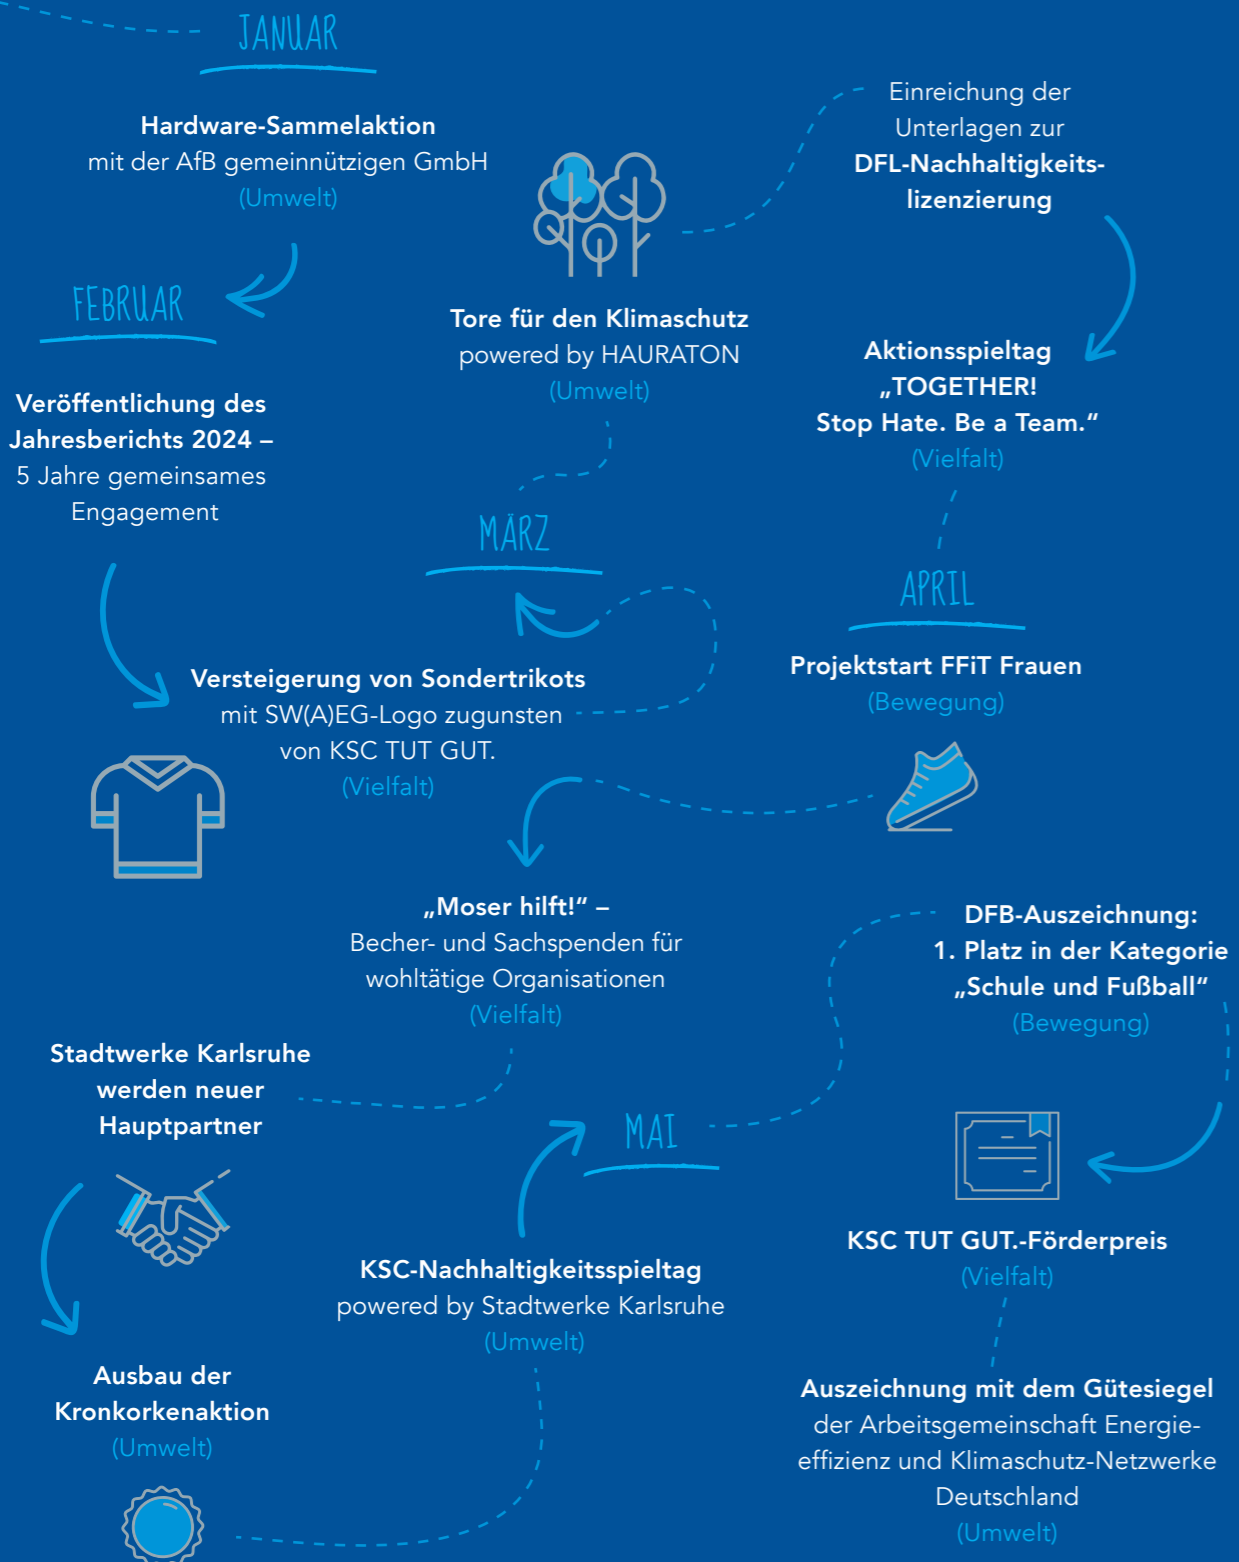 JANUAR
Hardware-Sammelaktion
mit der AfB gemeinnützigen GmbH
(Umwelt)
FEBRUAR
Veröffentlichung des
Jahresberichts 2024 –
5 Jahre gemeinsames
Engagement
Versteigerung von Sondertrikots
mit SW(A)EG-Logo zugunsten
von KSC TUT GUT.
(Vielfalt)
MÄRZ
Tore für den Klimaschutz
powered by HAURATON
(Umwelt)
Einreichung der
Unterlagen zur
DFL-Nachhaltigkeits-
lizenzierung
Aktionsspieltag
„TOGETHER!
Stop Hate. Be a Team.“
(Vielfalt)
APRIL
Projektstart FFiT Frauen
(Bewegung)
„Moser hilft!“ –
Becher- und Sachspenden für
wohltätige Organisationen
(Vielfalt)
Stadtwerke Karlsruhe
werden neuer
Hauptpartner
Ausbau der
Kronkorkenaktion
(Umwelt)
KSC-Nachhaltigkeitsspieltag
powered by Stadtwerke Karlsruhe
(Umwelt)
MAI
DFB-Auszeichnung:
1. Platz in der Kategorie
„Schule und Fußball“
(Bewegung)
KSC TUT GUT.-Förderpreis
(Vielfalt)
Auszeichnung mit dem Gütesiegel
der Arbeitsgemeinschaft Energie-
effizienz und Klimaschutz-Netzwerke
Deutschland
(Umwelt)